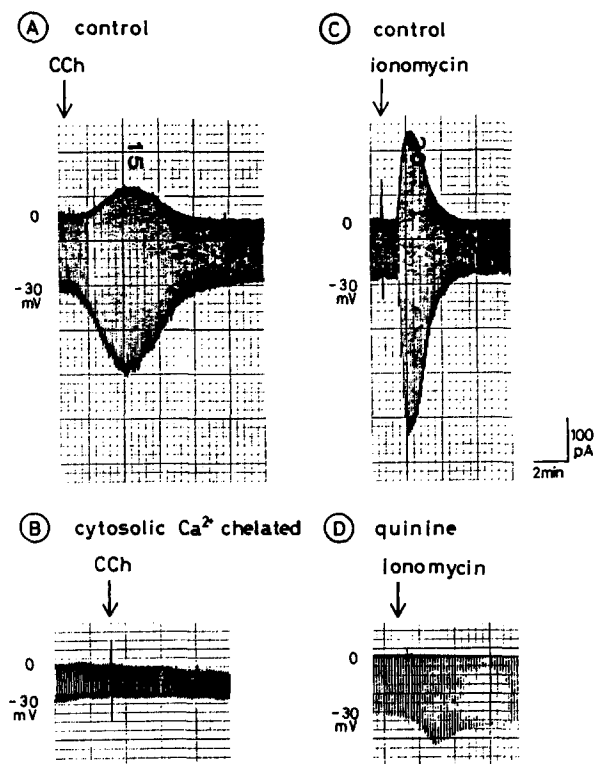 A control
CCh
15
0
-30
mV
C control
ionomycin
0
-30
mV
100
pA
2min
B cytosolic Ca²⁺ chelated
CCh
0
-30
mV
D quinine
Ionomycin
0
-30
mV